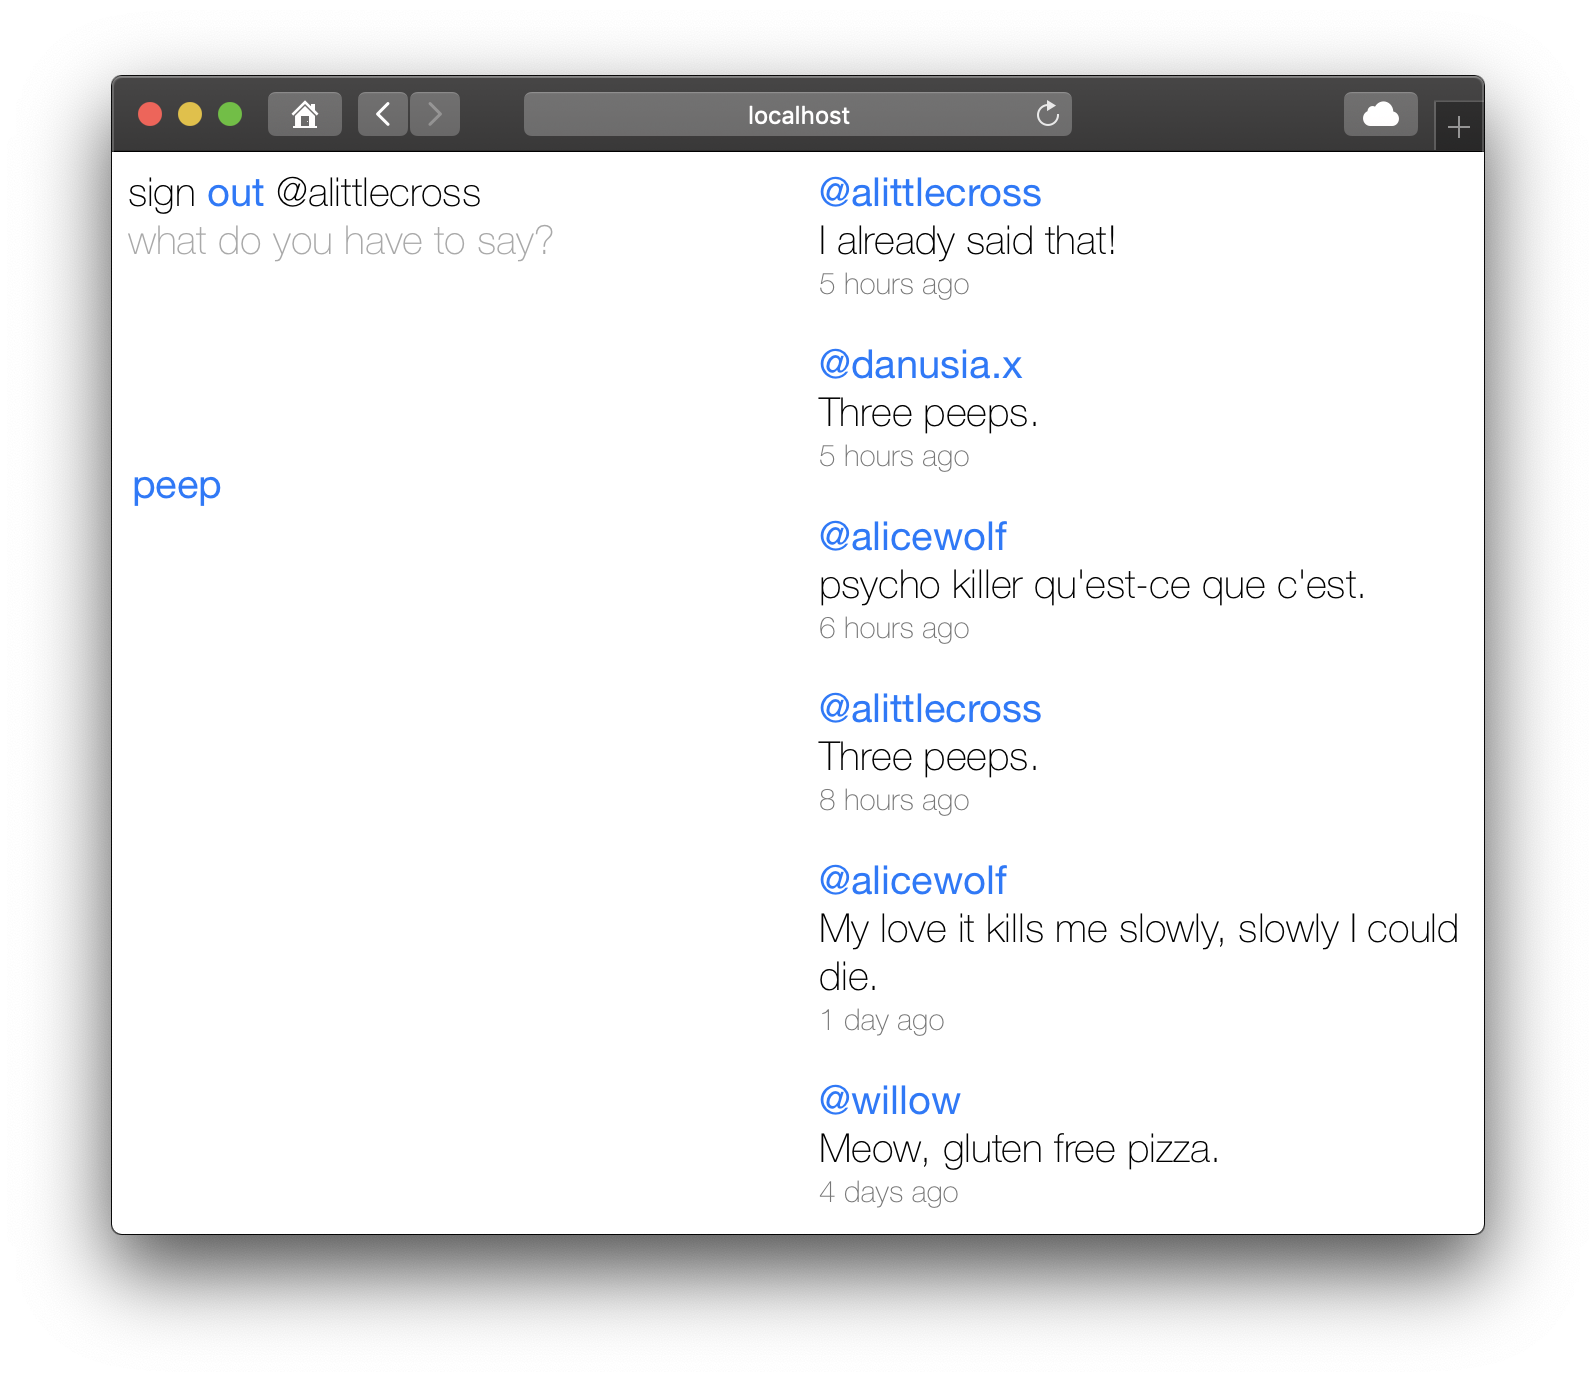 localhost
sign out @alittlecross
what do you have to say?
peep
@alittlecross
I already said that!
5 hours ago
@danusia.x
Three peeps.
5 hours ago
@alicewolf
psycho killer qu'est-ce que c'est.
6 hours ago
@alittlecross
Three peeps.
8 hours ago
@alicewolf
My love it kills me slowly, slowly I could
die.
1 day ago
@willow
Meow, gluten free pizza.
4 days ago